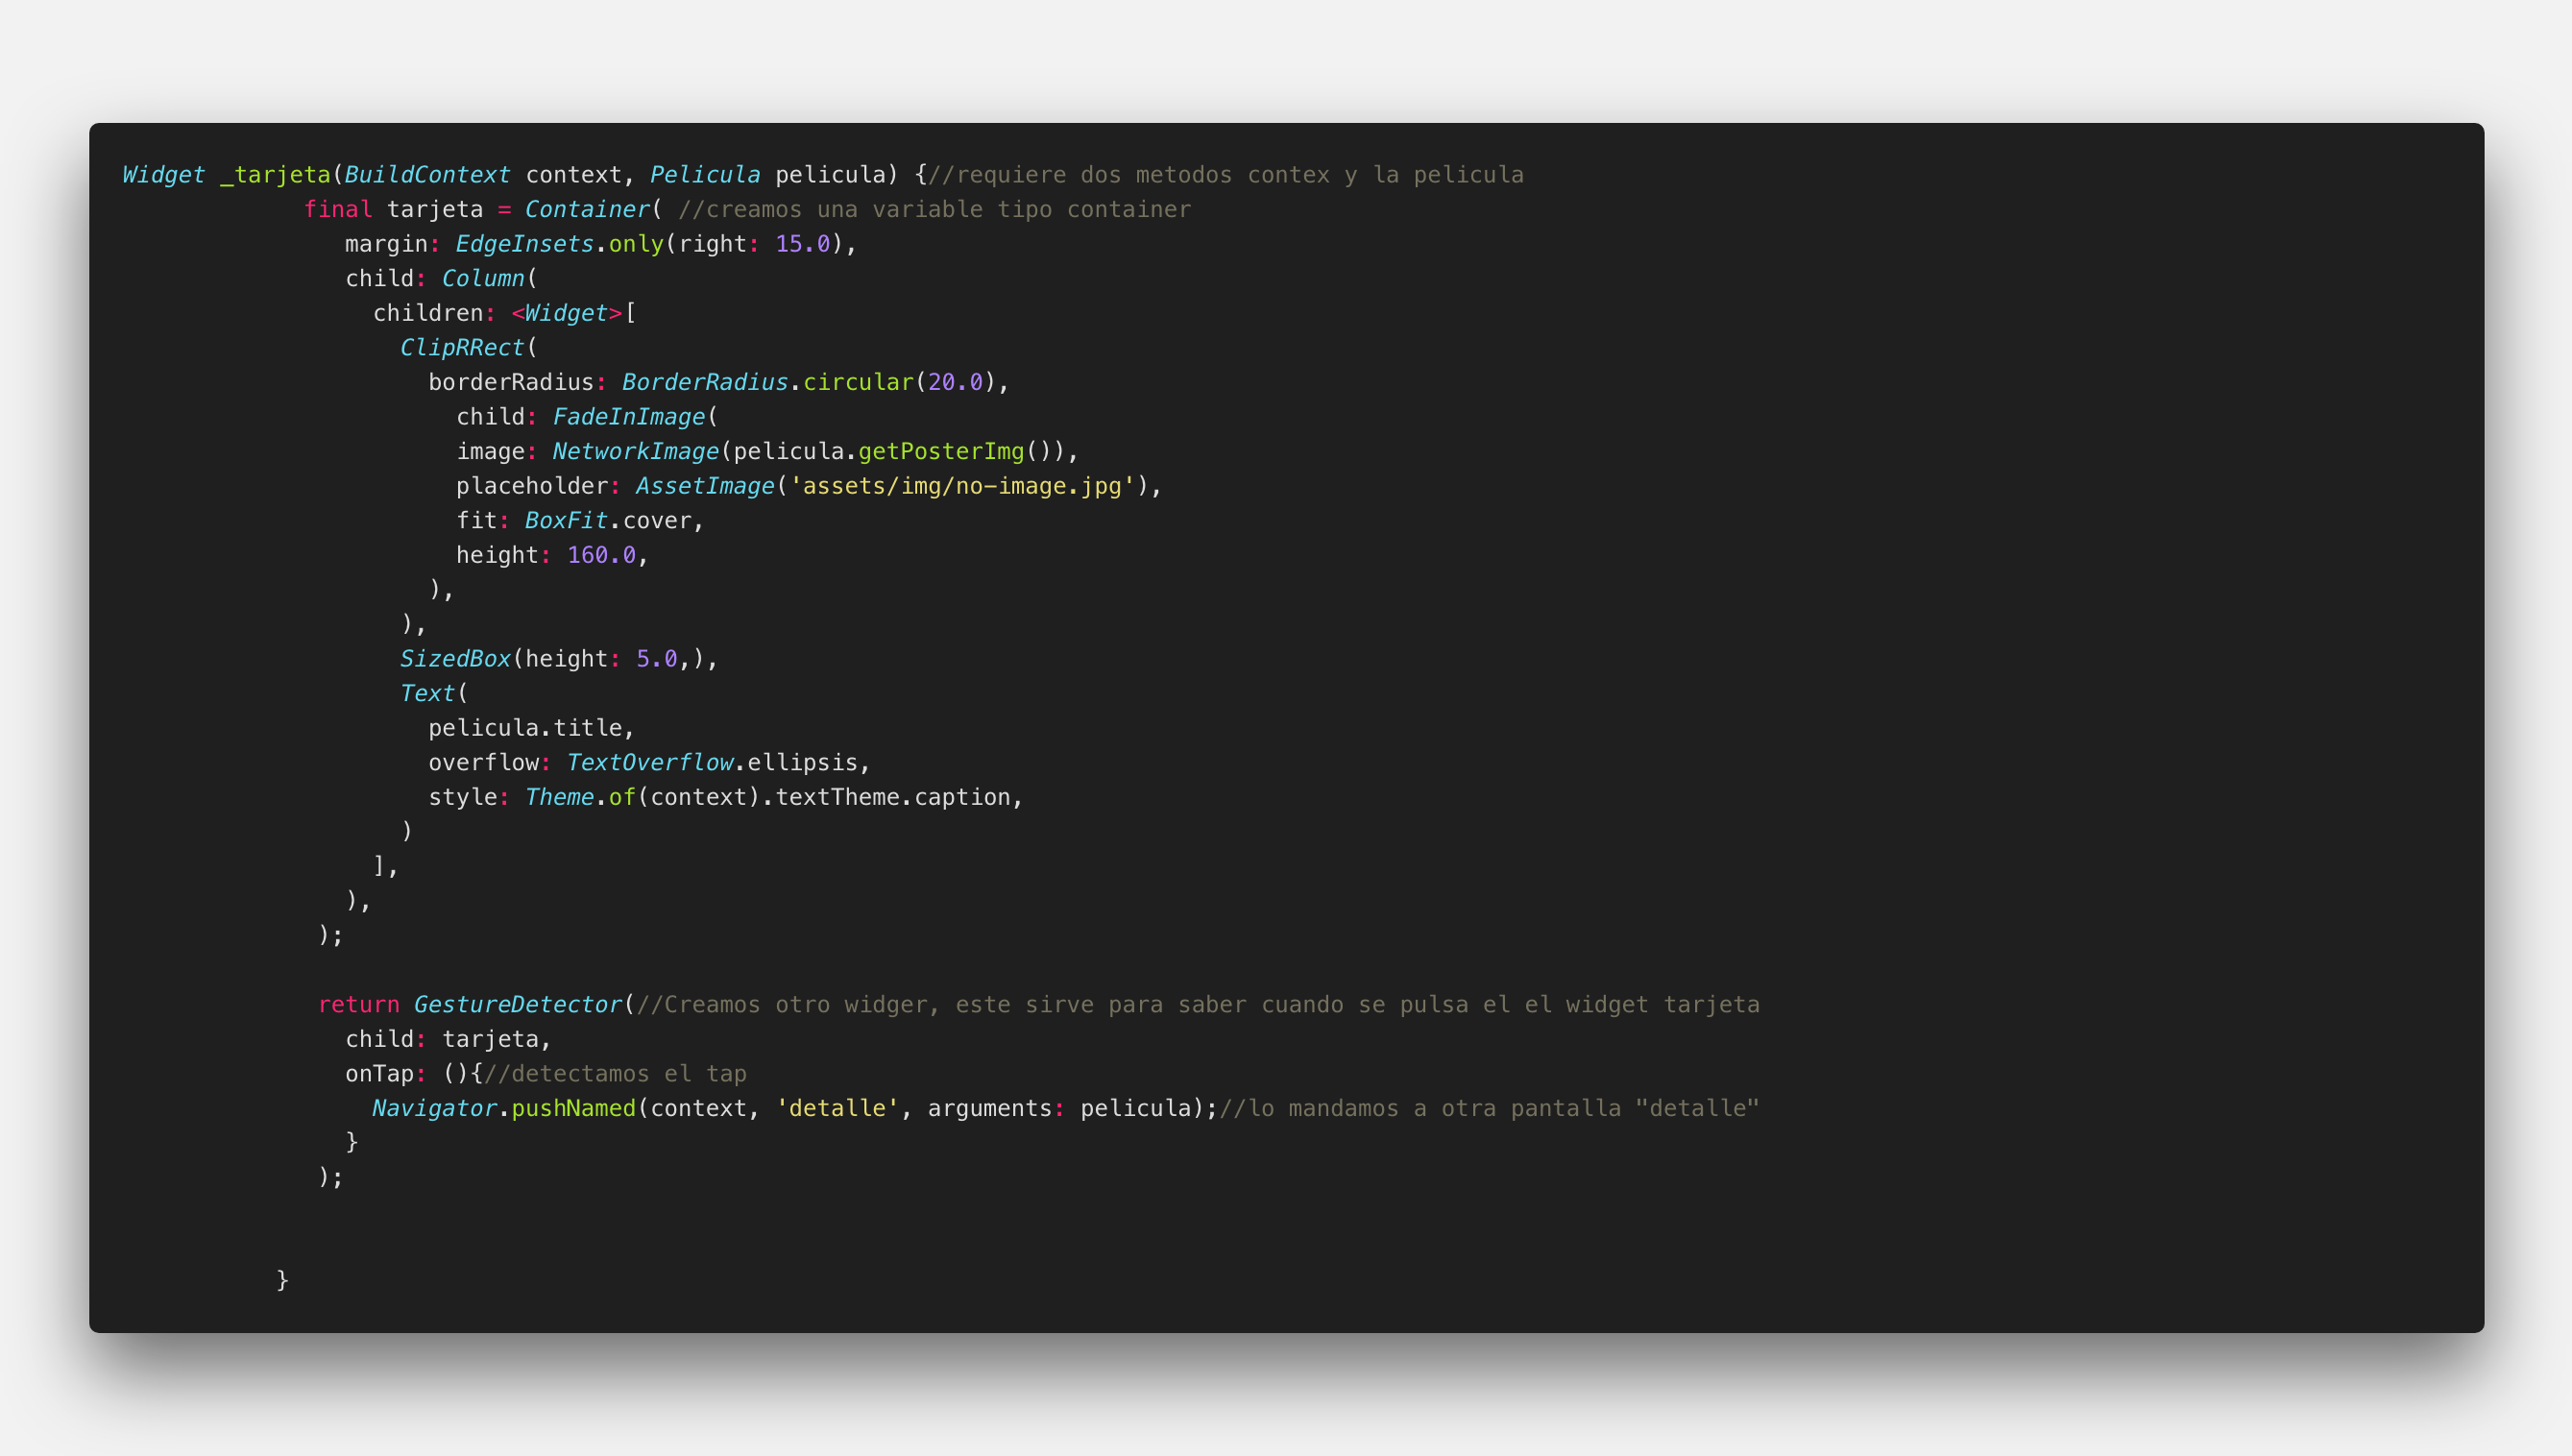 Widget _tarjeta(BuildContext context, Pelicula pelicula) {//requiere dos metodos contex y la pelicula
final tarjeta = Container( //creamos una variable tipo container
margin: EdgeInsets.only(right: 15.0),
child: Column(
children: <Widget>[
ClipRRect(
borderRadius: BorderRadius.circular(20.0),
child: FadeInImage(
image: NetworkImage(pelicula.getPosterImg()),
placeholder: AssetImage('assets/img/no-image.jpg'),
fit: BoxFit.cover,
height: 160.0,
),
),
SizedBox(height: 5.0,),
Text(
pelicula.title,
overflow: TextOverflow.ellipsis,
style: Theme.of(context).textTheme.caption,
)
],
),
);
return GestureDetector(//Creamos otro widger, este sirve para saber cuando se pulsa el el widget tarjeta
child: tarjeta,
onTap: (){//detectamos el tap
Navigator.pushNamed(context, 'detalle', arguments: pelicula);//lo mandamos a otra pantalla "detalle"
}
);
}